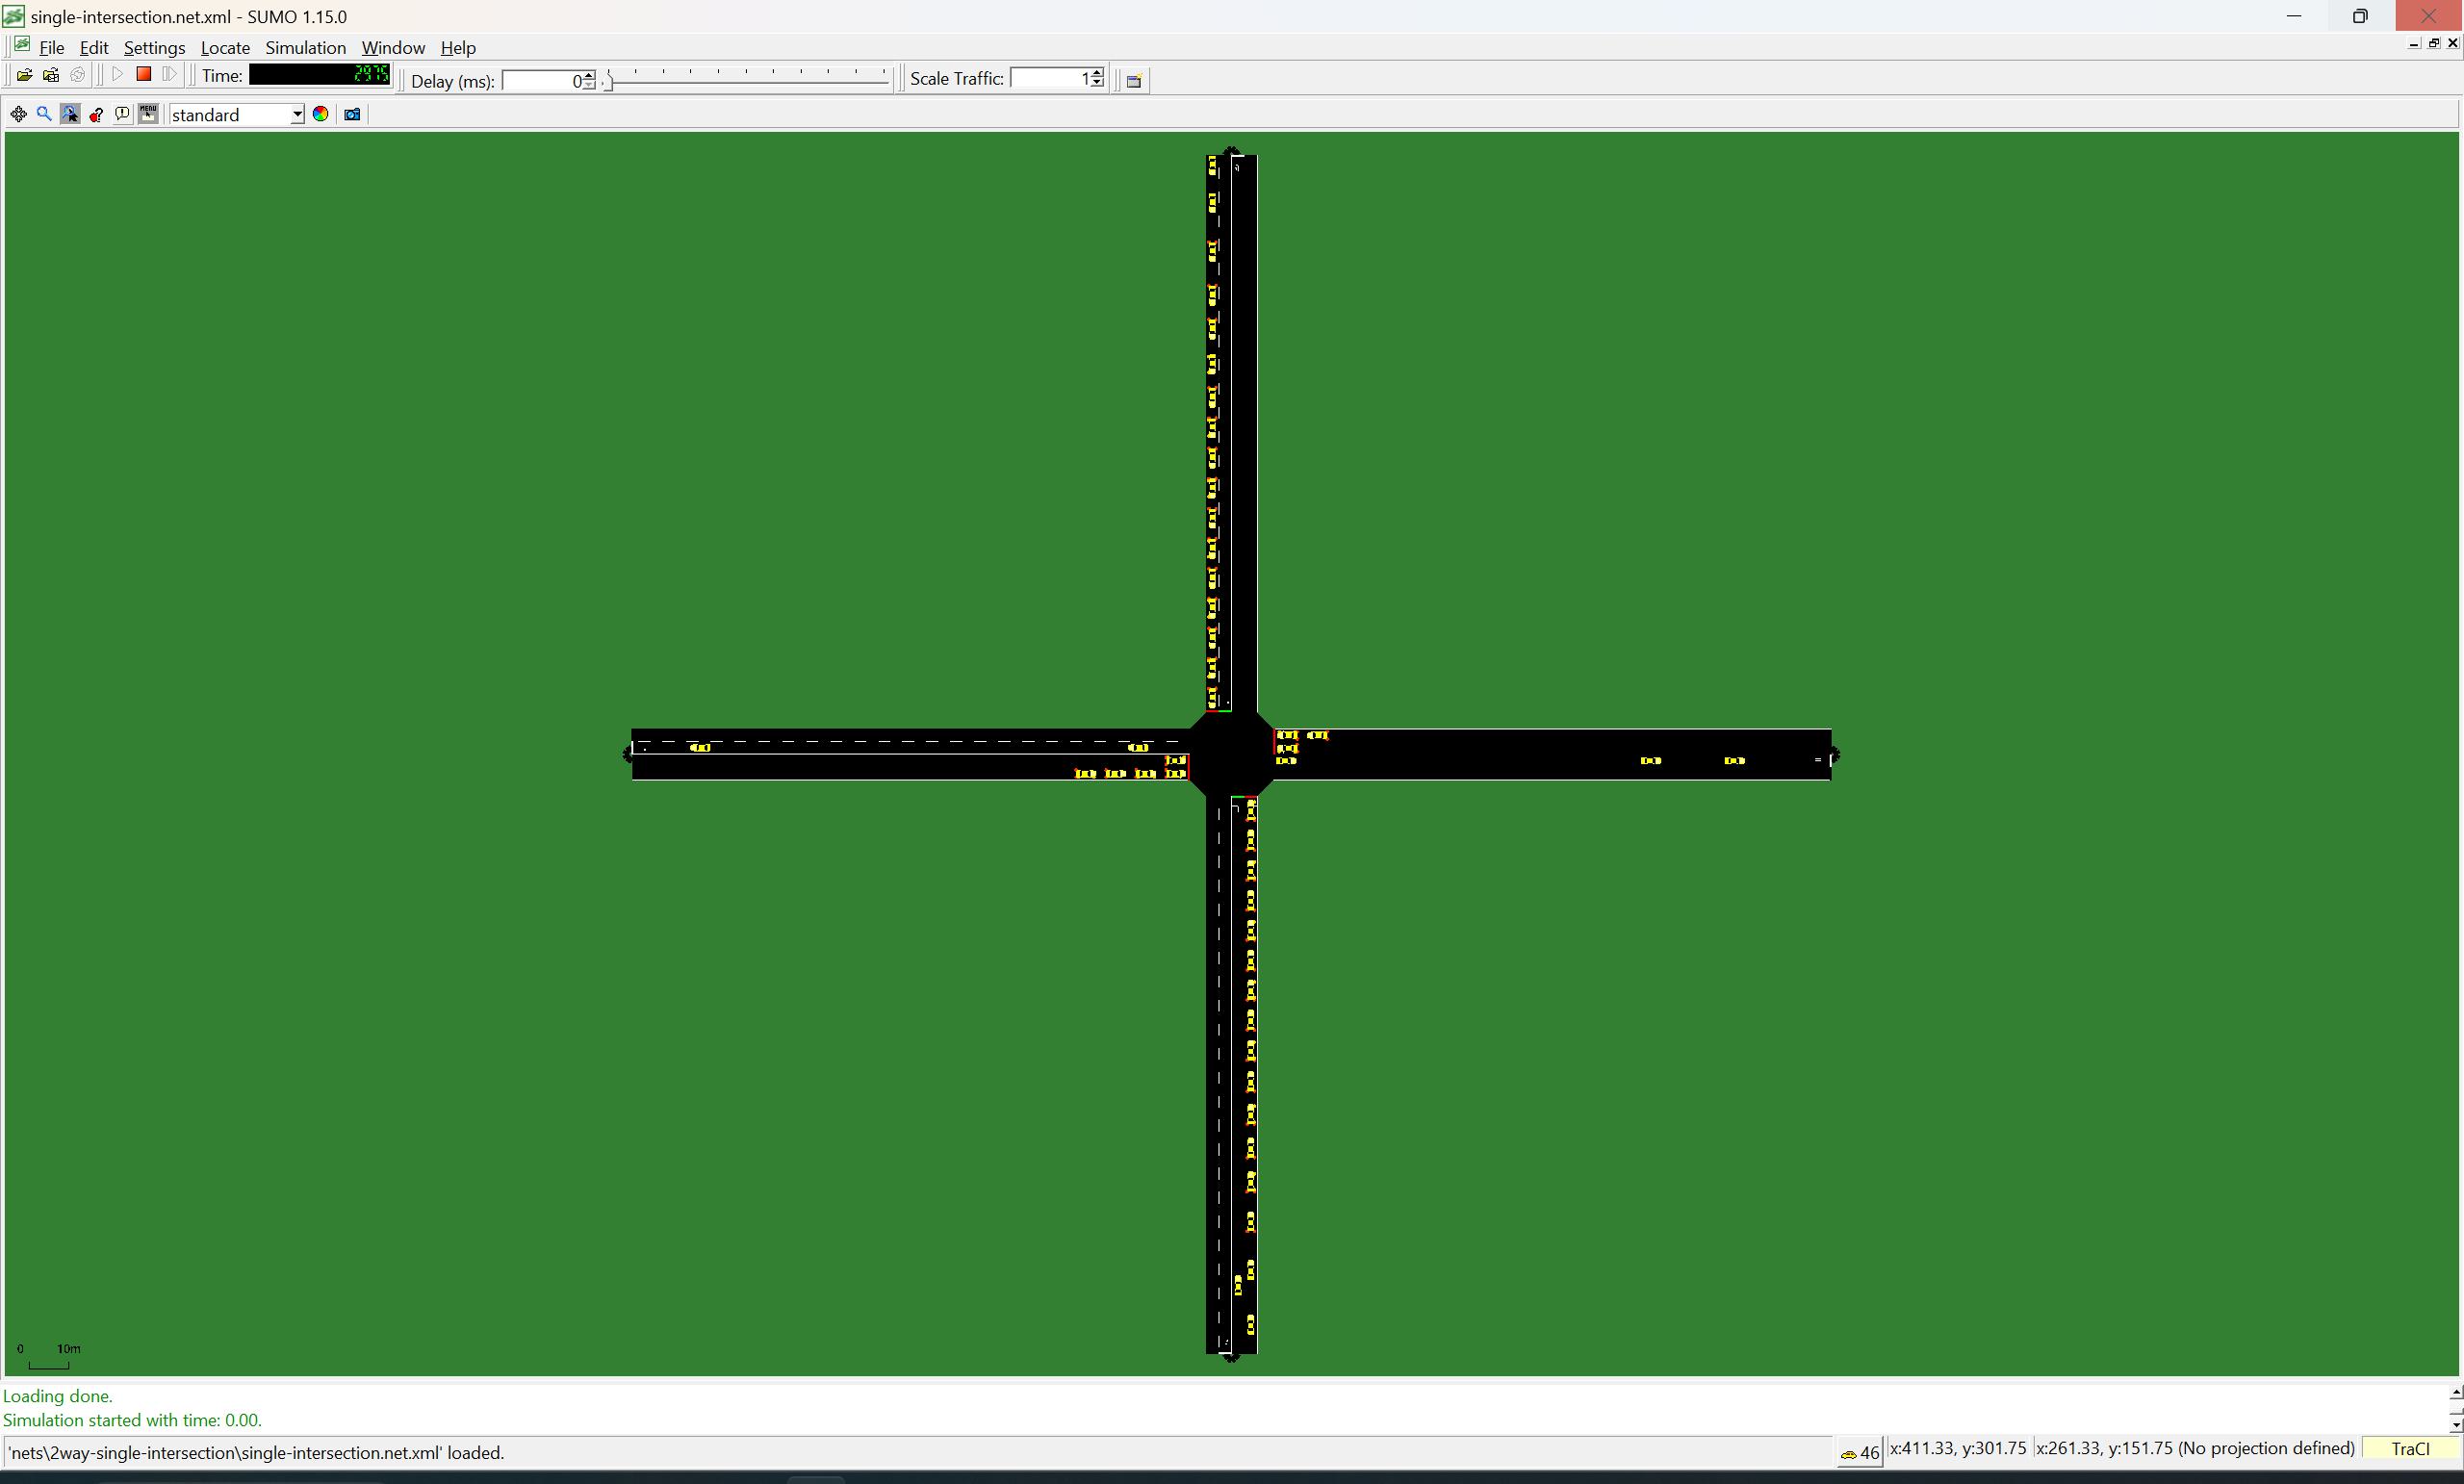 single-intersection.net.xml - SUMO 1.15.0
File Edit Settings Locate Simulation Window Help
Time: 2975 Delay (ms): 0 Scale Traffic: 1
MENU standard
0 10m
Loading done.
Simulation started with time: 0.00.
'nets\2way-single-intersection\single-intersection.net.xml' loaded. 46 x:411.33, y:301.75 x:261.33, y:151.75 (No projection defined) TraCI